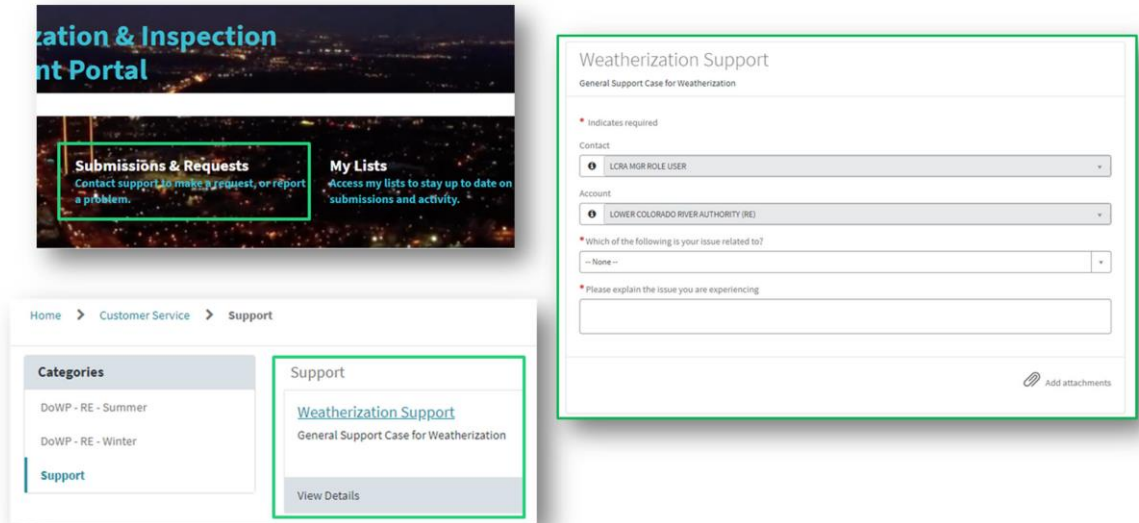 zation & Inspection
nt Portal
Submissions & Requests
Contact support to make a request, or report
a problem.
My Lists
Access my lists to stay up to date on
submissions and activity.
Home > Customer Service > Support
Categories
DoWP - RE - Summer
DoWP - RE - Winter
Support
Support
Weatherization Support
General Support Case for Weatherization
View Details
Weatherization Support
General Support Case for Weatherization
* Indicates required
Contact
LCRA MGR ROLE USER
Account
LOWER COLORADO RIVER AUTHORITY (RE)
* Which of the following is your issue related to?
-- None --
* Please explain the issue you are experiencing
Add attachments